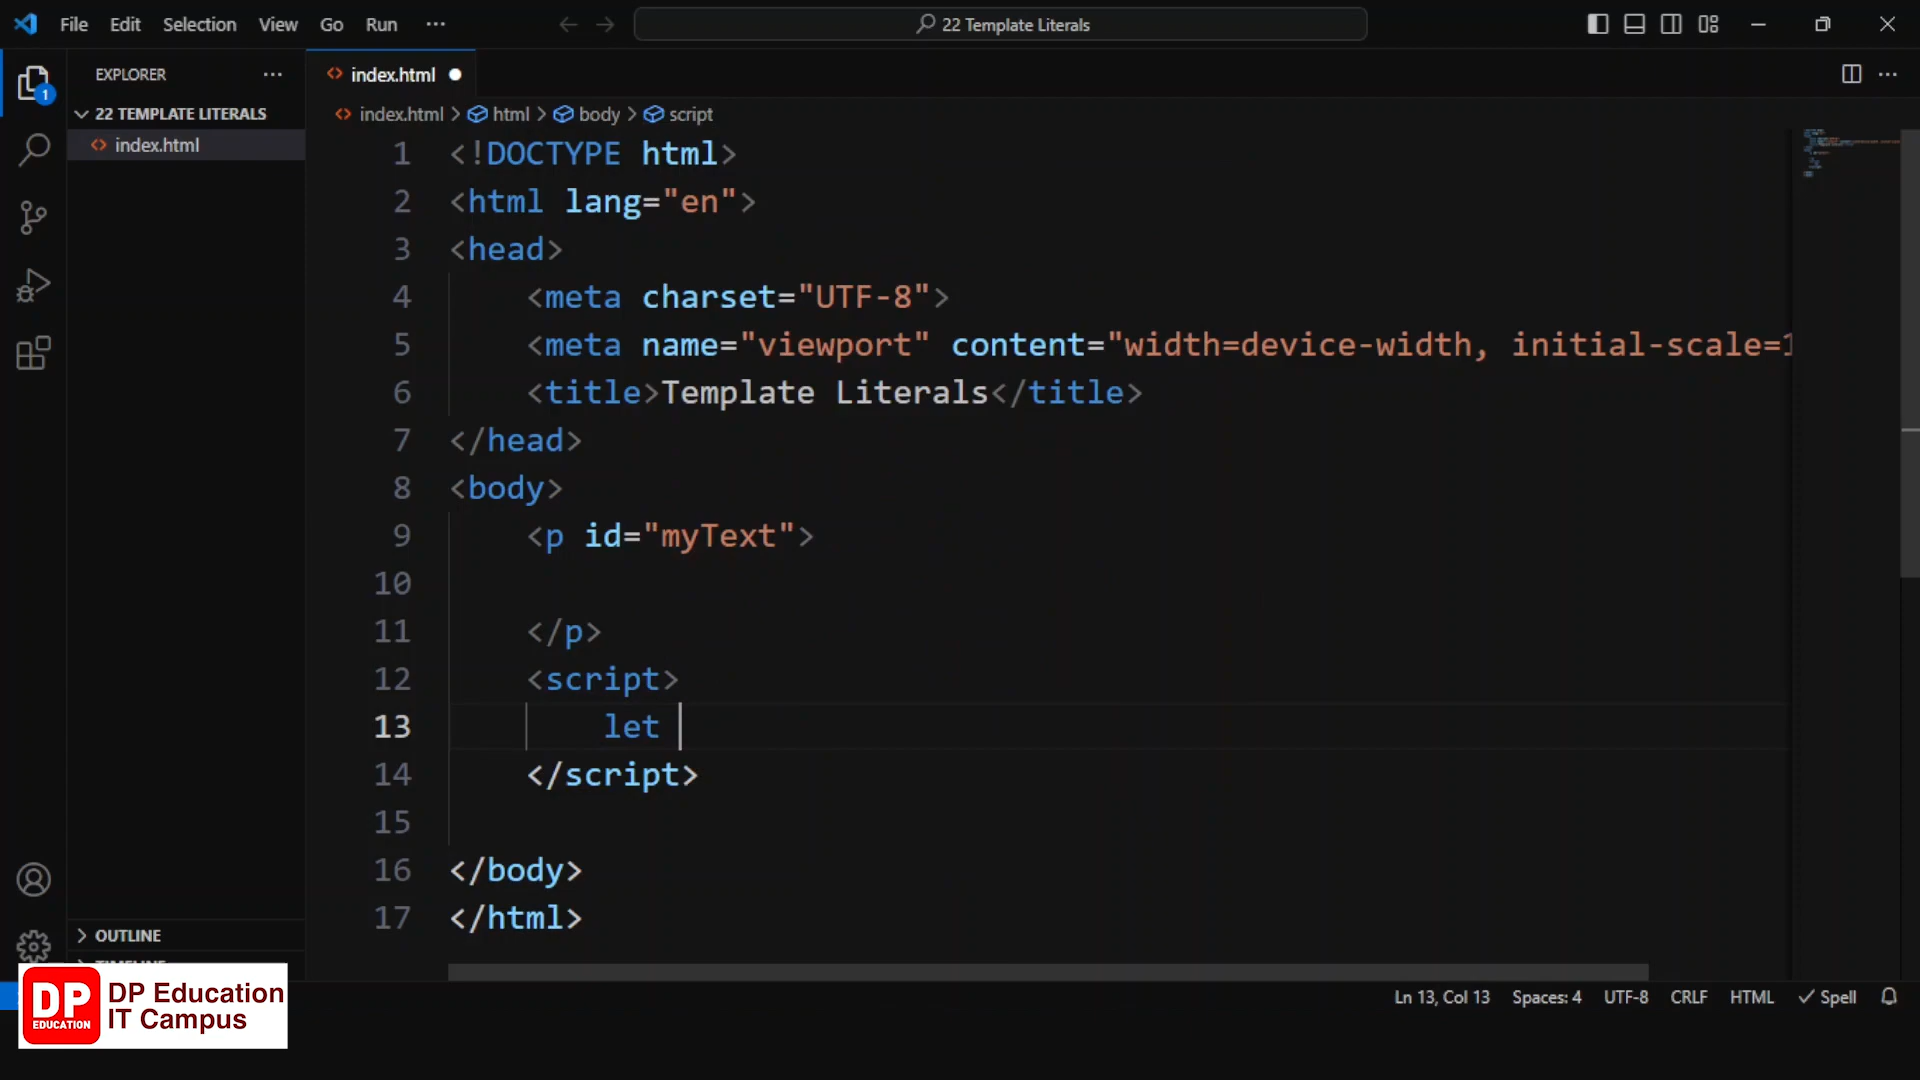 File Edit Selection View Go Run ··· 22 Template Literals
EXPLORER ···
22 TEMPLATE LITERALS
index.html
OUTLINE
index.html
index.html > html > body > script
1 <!DOCTYPE html>
2 <html lang="en">
3 <head>
4 <meta charset="UTF-8">
5 <meta name="viewport" content="width=device-width, initial-scale=1
6 <title>Template Literals</title>
7 </head>
8 <body>
9 <p id="myText">
10
11 </p>
12 <script>
13 let
14 </script>
15
16 </body>
17 </html>
1
Ln 13, Col 13 Spaces: 4 UTF-8 CRLF HTML Spell
DP EDUCATION
DP Education
IT Campus